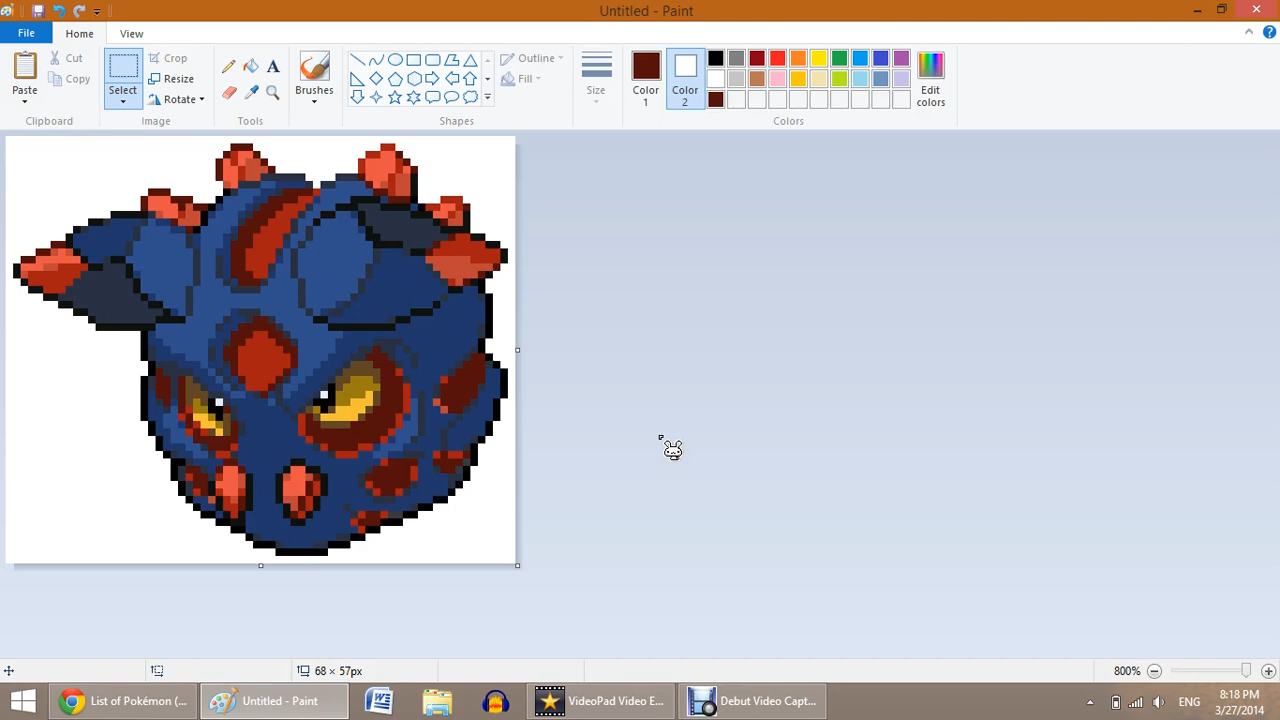 Untitled - Paint
File
Home
View
Paste
Cut
Copy
Clipboard
Select
Crop
Resize
Rotate
Image
A
Tools
Brushes
Outline
Fill
Shapes
Size
Color 1
Color 2
Edit colors
Colors
68 × 57px
800%
List of Pokémon (...
Untitled - Paint
VideoPad Video E...
Debut Video Capt...
ENG
8:18 PM
3/27/2014